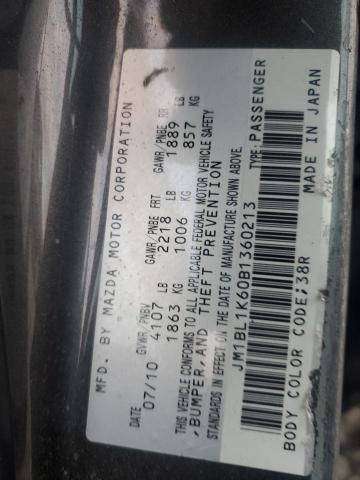 MFD. BY MAZDA MOTOR CORPORATION
DATE GVWR/PNBV GAWR/PNBE FRT GAWR/PNBE RR
07/10 4107 LB 2218 LB 1889 LB
1863 KG 1006 KG 857 KG
THIS VEHICLE CONFORMS TO ALL APPLICABLE FEDERAL MOTOR VEHICLE SAFETY
,BUMPER,AND THEFT PREVENTION
STANDARDS IN EFFECT ON THE DATE OF MANUFACTURE SHOWN ABOVE.
JM1BL1K60B1360213 TYPE:PASSENGER
BODY COLOR CODE;38R MADE IN JAPAN